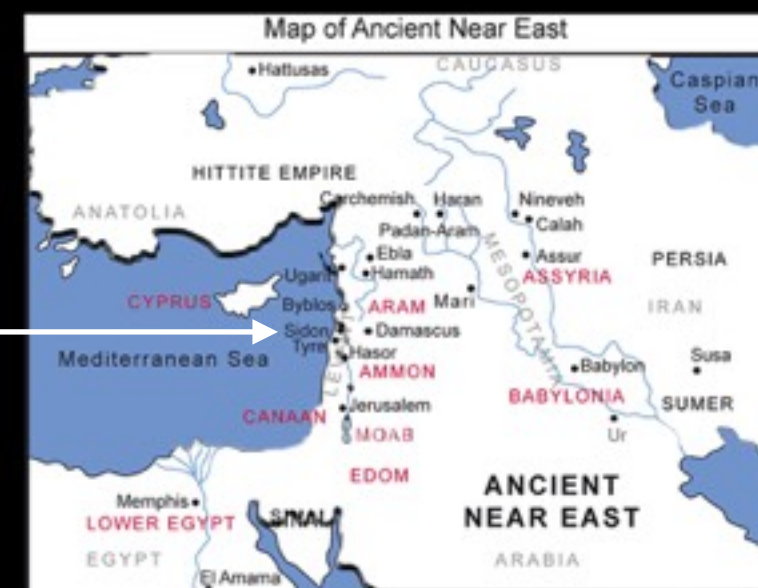 Map of Ancient Near East
Hattusas
CAUCASUS
Caspian
Sea
HITTITE EMPIRE
ANATOLIA
Carchemish
Haran
Nineveh
Calah
Padan-Aram
MESOPOTAMIA
Ebla
Assur
PERSIA
Ugarit
Hamath
ASSYRIA
CYPRUS
Byblos
ARAM
Mari
IRAN
Sidon
Damascus
Tyre
Hasor
Mediterranean Sea
AMMON
Babylon
Susa
BABYLONIA
SUMER
CANAAN
Jerusalem
MOAB
Ur
EDOM
ANCIENT
NEAR EAST
Memphis
LOWER EGYPT
SINAI
EGYPT
ARABIA
El Amama